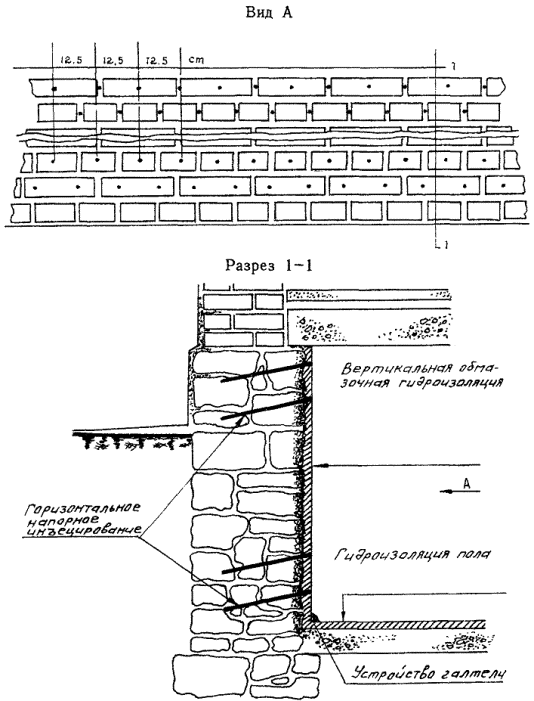 Вид А
12.5 12.5 12.5 см
1
1
Разрез 1-1
Вертикальная обма-
зочная гидроизоляция
А
Горизонтальное
напорное
инъецирование
Гидроизоляция пола
Устройство галтели